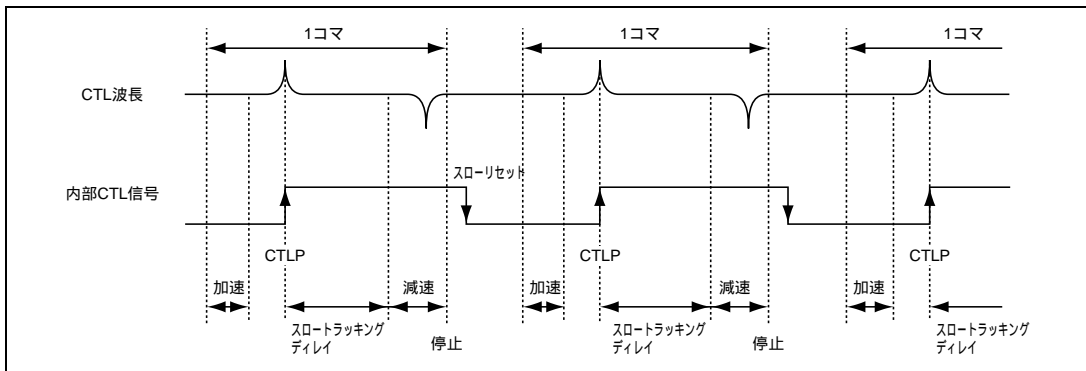 1コマ
1コマ
1コマ
CTL波長
スローリセット
内部CTL信号
CTLP
CTLP
CTLP
加速
減速
加速
減速
加速
スロートラッキング
ディレイ
停止
スロートラッキング
ディレイ
停止
スロートラッキング
ディレイ